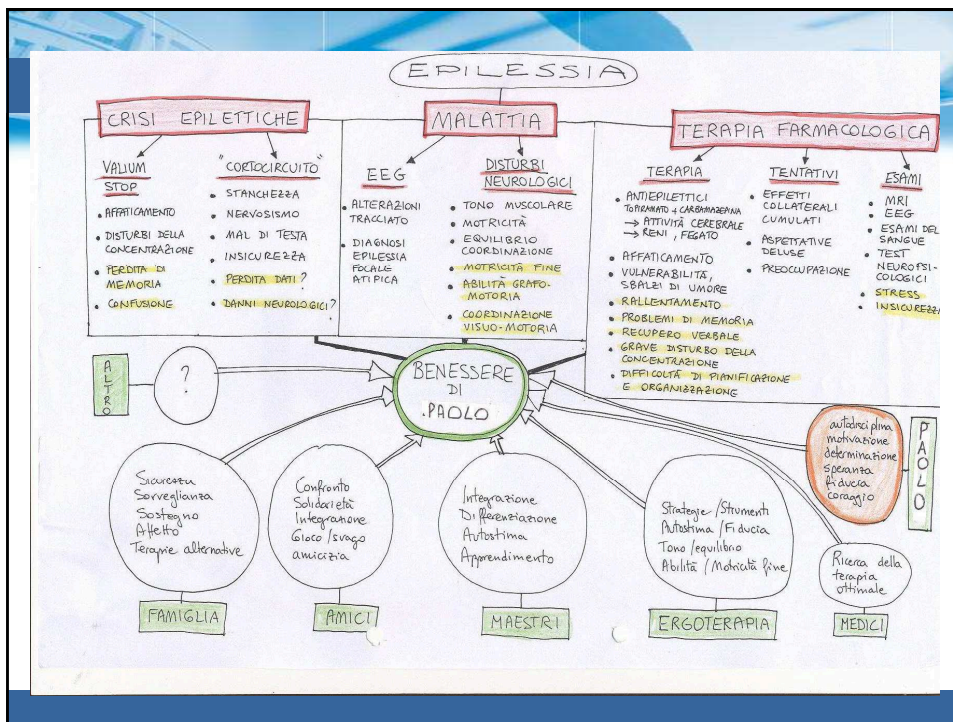 EPILESSIA
CRISI EPILETTICHE
VALIUM
STOP
• AFFATICAMENTO
• DISTURBI DELLA
CONCENTRAZIONE
• PERDITA DI
MEMORIA
• CONFUSIONE
"CORTOCIRCUITO"
• STANCHEZZA
• NERVOSISMO
• MAL DI TESTA
• INSICUREZZA
• PERDITA DATI?
• DANNI NEUROLOGICI?
MALATTIA
EEG
• ALTERAZIONI
TRACCIATO
• DIAGNOSI
EPILESSIA
FOCALE
ATIPICA
DISTURBI
NEUROLOGICI
• TONO MUSCOLARE
• MOTRICITÀ
• EQUILIBRIO
COORDINAZIONE
• MOTRICITÀ FINE
• ABILITÀ GRAFO-
MOTORIA
• COORDINAZIONE
VISUO-MOTORIA
TERAPIA FARMACOLOGICA
TERAPIA
• ANTIEPILETTICI
TOPIRAMATO + CARBAMAZEPINA
→ ATTIVITÀ CEREBRALE
→ RENI, FEGATO
• AFFATICAMENTO
• VULNERABILITÀ,
SBALZI DI UMORE
• RALLENTAMENTO
• PROBLEMI DI MEMORIA
• RECUPERO VERBALE
• GRAVE DISTURBO DELLA
CONCENTRAZIONE
• DIFFICOLTÀ DI PIANIFICAZIONE
E ORGANIZZAZIONE
TENTATIVI
• EFFETTI
COLLATERALI
CUMULATI
• ASPETTATIVE
DELUSE
• PREOCCUPAZIONE
ESAMI
• MRI
• EEG
• ESAMI DEL
SANGUE
• TEST
NEUROPSI-
COLOGICI
• STRESS
INSICUREZZA
ALTRO
?
BENESSERE
DI
PAOLO
autodisciplina
motivazione
determinazione
speranza
fiducia
coraggio
PAOLO
Sicurezza
Sorveglianza
Sostegno
Affetto
Terapie alternative
FAMIGLIA
Confronto
Solidarietà
Integrazione
Gioco/svago
amicizia
AMICI
Integrazione
Differenziazione
Autostima
Apprendimento
MAESTRI
Strategie/Strumenti
Autostima/Fiducia
Tono/equilibrio
Abilità/Motricità fine
ERGOTERAPIA
Ricerca della
terapia
ottimale
MEDICI